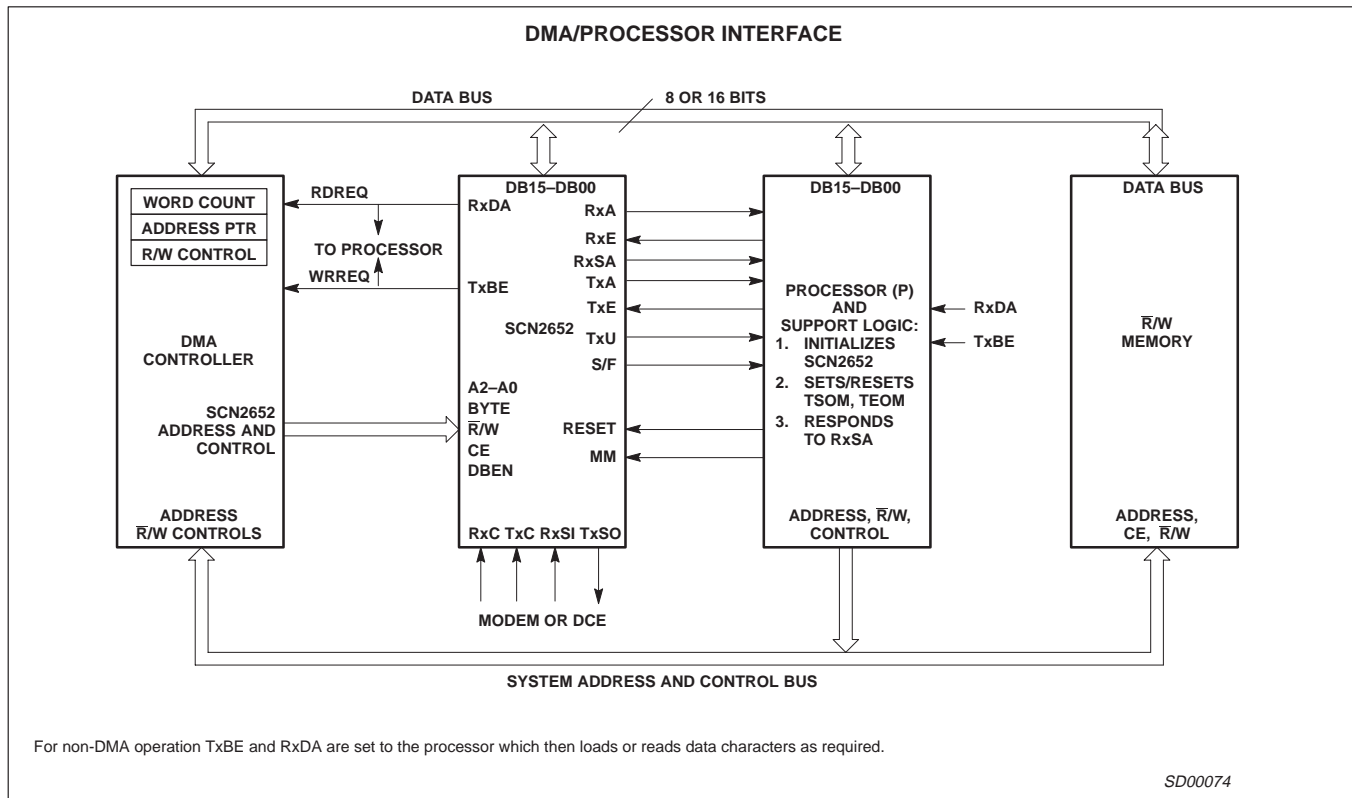 DMA/PROCESSOR INTERFACE
DATA BUS
8 OR 16 BITS
WORD COUNT
ADDRESS PTR
R/W CONTROL
DMA
CONTROLLER
SCN2652
ADDRESS AND
CONTROL
ADDRESS
R̅/W CONTROLS
RDREQ
TO PROCESSOR
WRREQ
DB15–DB00
RxDA
TxBE
SCN2652
A2–A0
BYTE
R̅/W
CE
DBEN
RxA
RxE
RxSA
TxA
TxE
TxU
S/F
RESET
MM
RxC TxC RxSI TxSO
MODEM OR DCE
DB15–DB00
PROCESSOR (P)
AND
SUPPORT LOGIC:
1. INITIALIZES
SCN2652
2. SETS/RESETS
TSOM, TEOM
3. RESPONDS
TO RxSA
ADDRESS, R̅/W,
CONTROL
RxDA
TxBE
DATA BUS
R̅/W
MEMORY
ADDRESS,
CE, R̅/W
SYSTEM ADDRESS AND CONTROL BUS
For non-DMA operation TxBE and RxDA are set to the processor which then loads or reads data characters as required.
SD00074